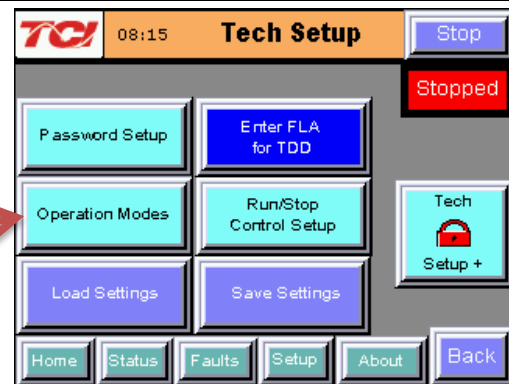 TCI
08:15
Tech Setup
Stop
Stopped
Password Setup
Enter FLA
for TDD
Operation Modes
Run/Stop
Control Setup
Tech
Setup +
Load Settings
Save Settings
Home
Status
Faults
Setup
About
Back